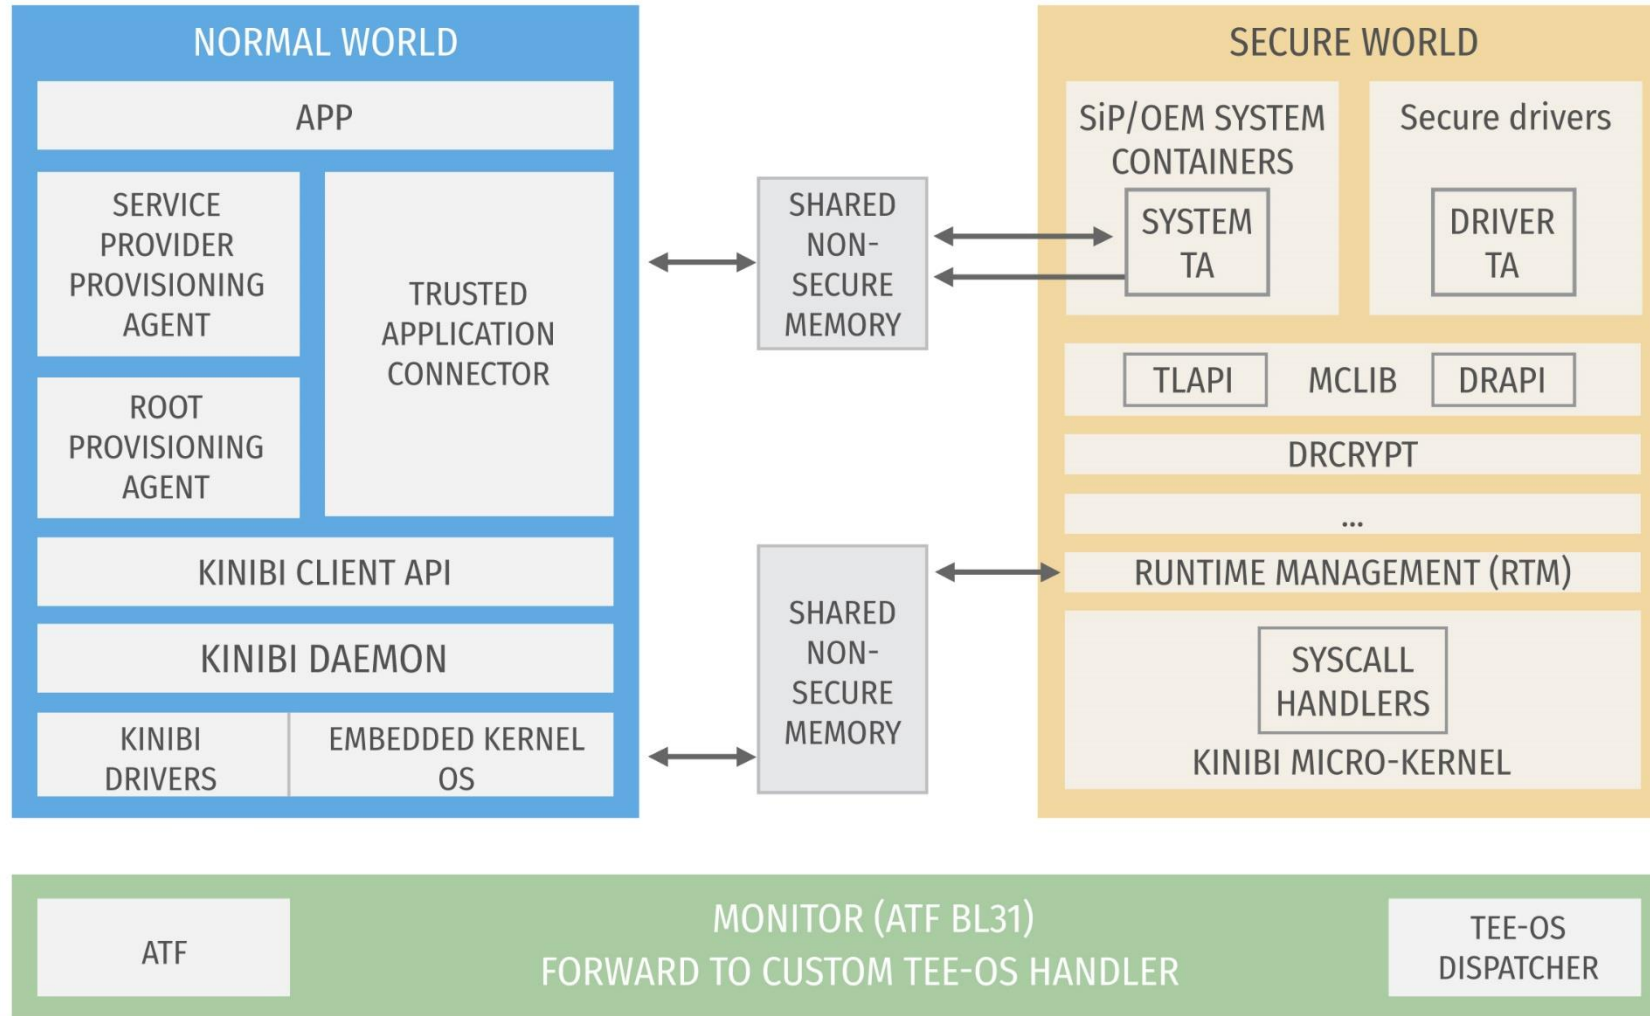 NORMAL WORLD
APP
SERVICE
PROVIDER
PROVISIONING
AGENT
TRUSTED
APPLICATION
CONNECTOR
ROOT
PROVISIONING
AGENT
KINIBI CLIENT API
KINIBI DAEMON
KINIBI
DRIVERS
EMBEDDED KERNEL
OS
SHARED
NON-
SECURE
MEMORY
SHARED
NON-
SECURE
MEMORY
SECURE WORLD
SiP/OEM SYSTEM
CONTAINERS
SYSTEM
TA
Secure drivers
DRIVER
TA
TLAPI MCLIB DRAPI
DRCRYPT
...
RUNTIME MANAGEMENT (RTM)
SYSCALL
HANDLERS
KINIBI MICRO-KERNEL
ATF
MONITOR (ATF BL31)
FORWARD TO CUSTOM TEE-OS HANDLER
TEE-OS
DISPATCHER